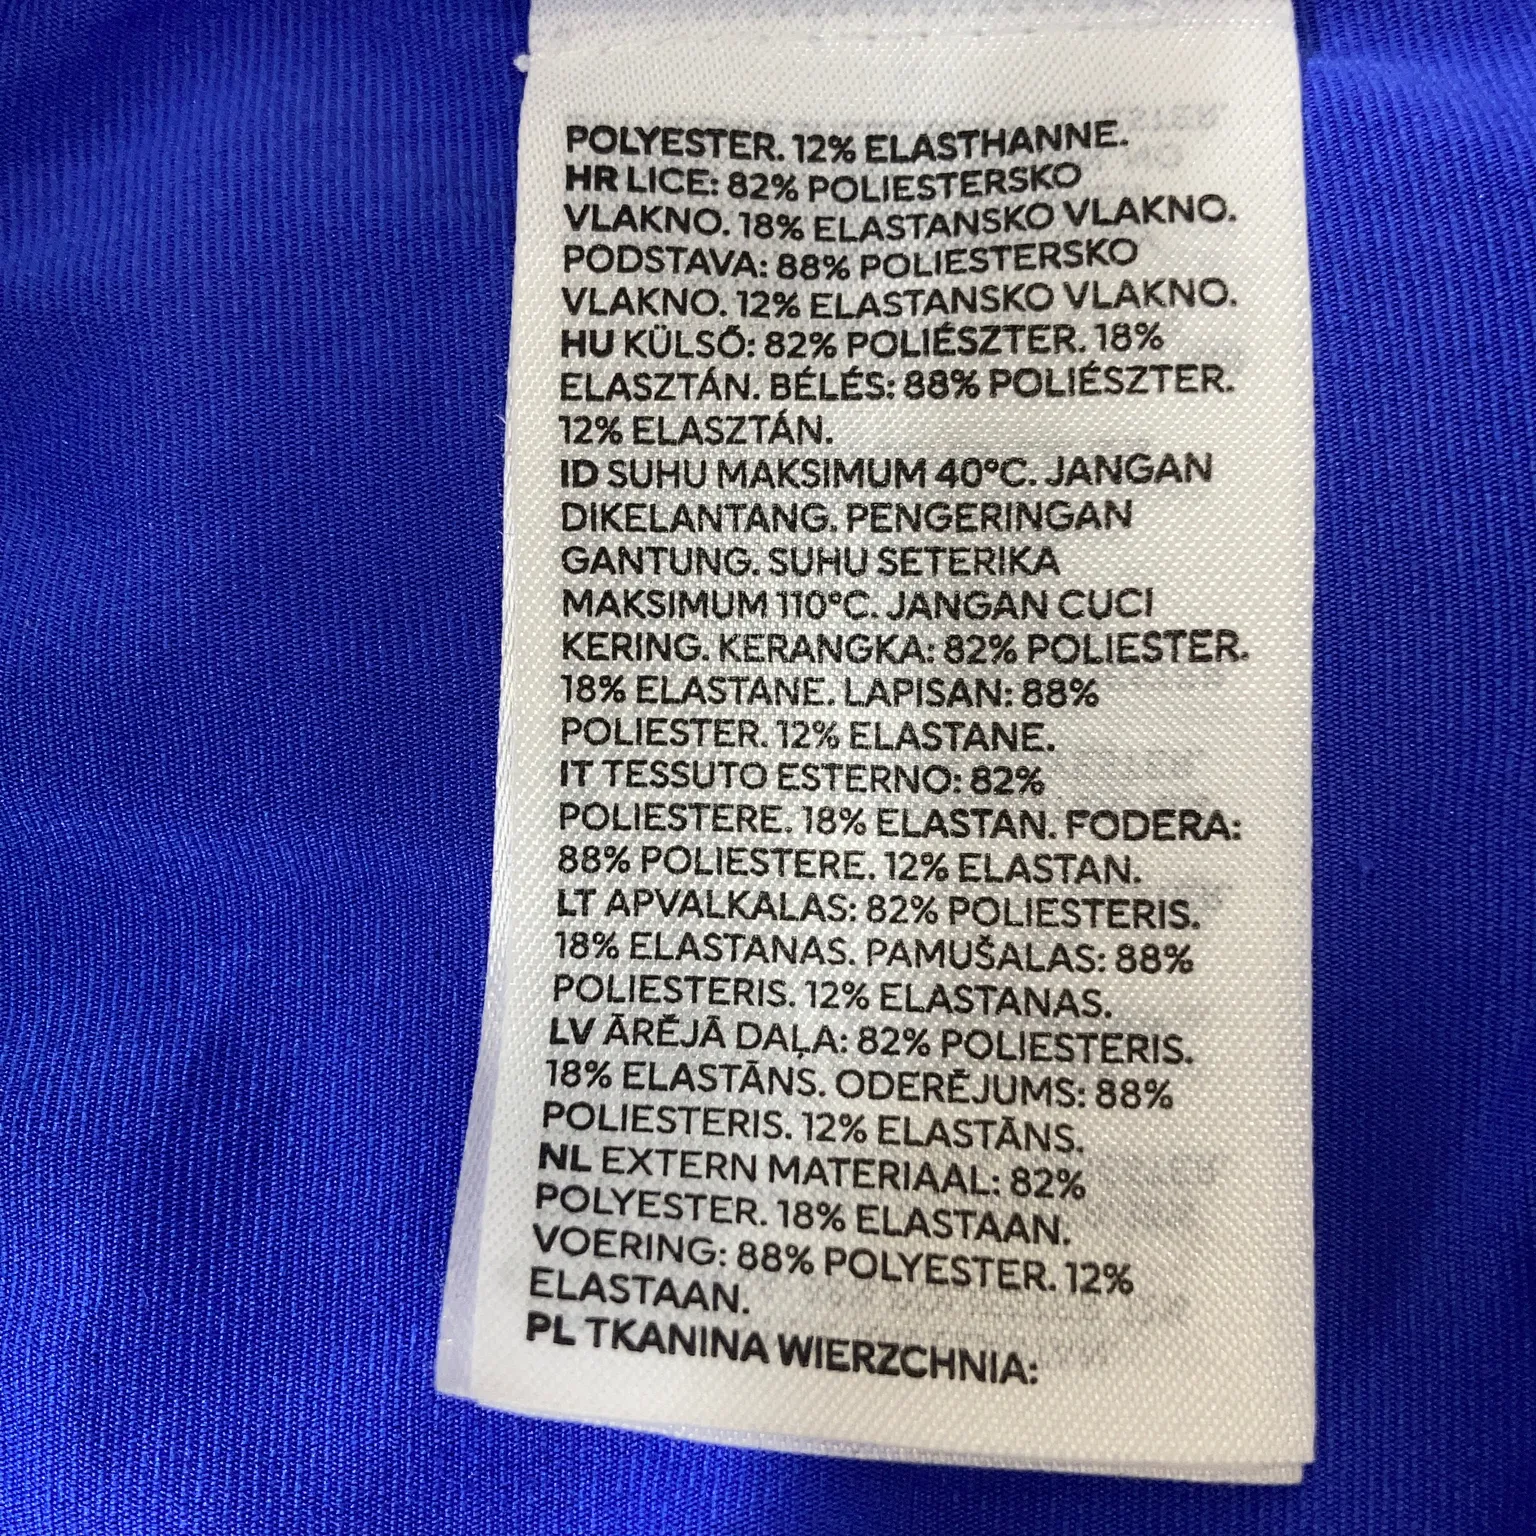 POLYESTER. 12% ELASTHANNE.
HR LICE: 82% POLIESTERSKO
VLAKNO. 18% ELASTANSKO VLAKNO.
PODSTAVA: 88% POLIESTERSKO
VLAKNO. 12% ELASTANSKO VLAKNO.
HU KÜLSŐ: 82% POLIÉSZTER. 18%
ELASZTÁN. BÉLÉS: 88% POLIÉSZTER.
12% ELASZTÁN.
ID SUHU MAKSIMUM 40°C. JANGAN
DIKELANTANG. PENGERINGAN
GANTUNG. SUHU SETERIKA
MAKSIMUM 110°C. JANGAN CUCI
KERING. KERANGKA: 82% POLIESTER.
18% ELASTANE. LAPISAN: 88%
POLIESTER. 12% ELASTANE.
IT TESSUTO ESTERNO: 82%
POLIESTERE. 18% ELASTAN. FODERA:
88% POLIESTERE. 12% ELASTAN.
LT APVALKALAS: 82% POLIESTERIS.
18% ELASTANAS. PAMUŠALAS: 88%
POLIESTERIS. 12% ELASTANAS.
LV ĀRĒJĀ DAĻA: 82% POLIESTERIS.
18% ELASTĀNS. ODERĒJUMS: 88%
POLIESTERIS. 12% ELASTĀNS.
NL EXTERN MATERIAAL: 82%
POLYESTER. 18% ELASTAAN.
VOERING: 88% POLYESTER. 12%
ELASTAAN.
PL TKANINA WIERZCHNIA: